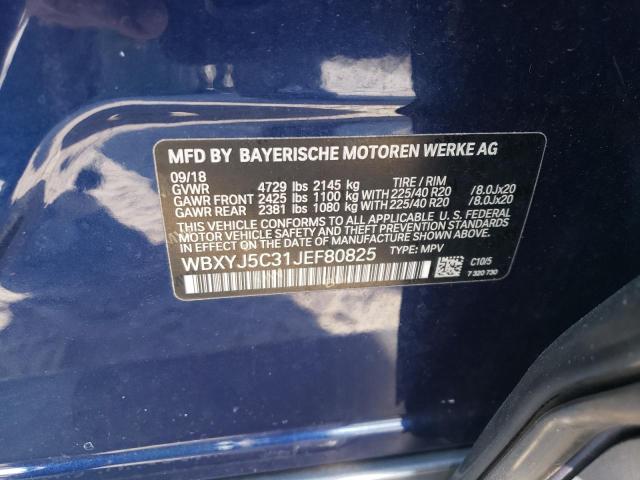 MFD BY BAYERISCHE MOTOREN WERKE AG
09/18
GVWR 4729 lbs 2145 kg TIRE / RIM
GAWR FRONT 2425 lbs 1100 kg WITH 225/40 R20 /8.0Jx20
GAWR REAR 2381 lbs 1080 kg WITH 225/40 R20 /8.0Jx20
THIS VEHICLE CONFORMS TO ALL APPLICABLE U.S. FEDERAL
MOTOR VEHICLE SAFETY AND THEFT PREVENTION STANDARDS
IN EFFECT ON THE DATE OF MANUFACTURE SHOWN ABOVE.
WBXYJ5C31JEF80825 TYPE: MPV
C10/5
7 320 730